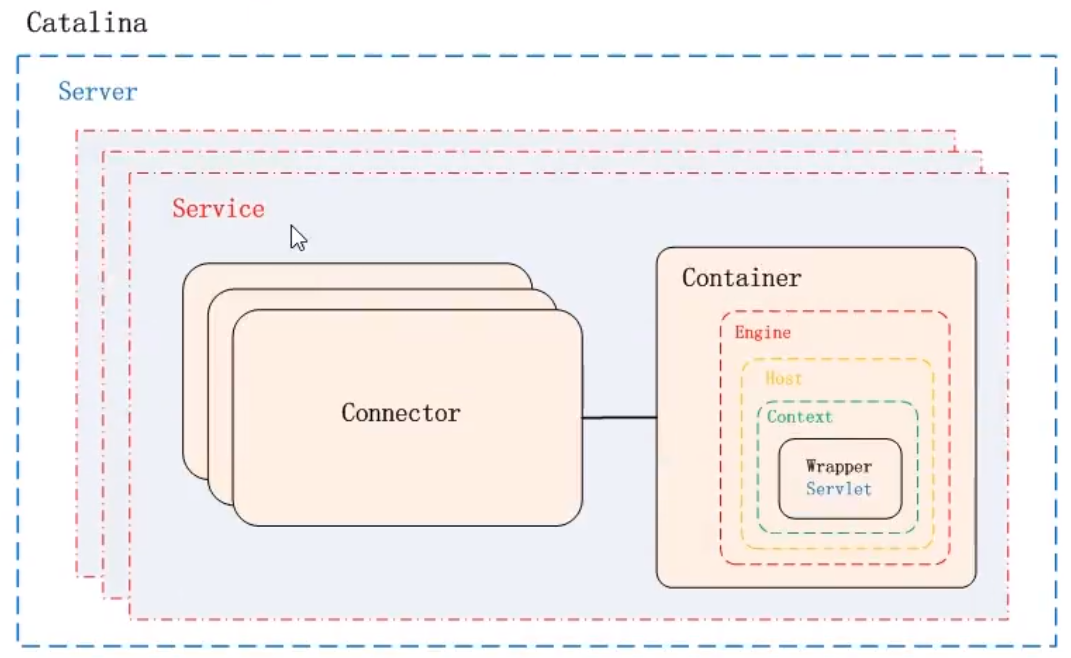 Catalina
Server
Service
Connector
Container
Engine
Host
Context
Wrapper
Servlet